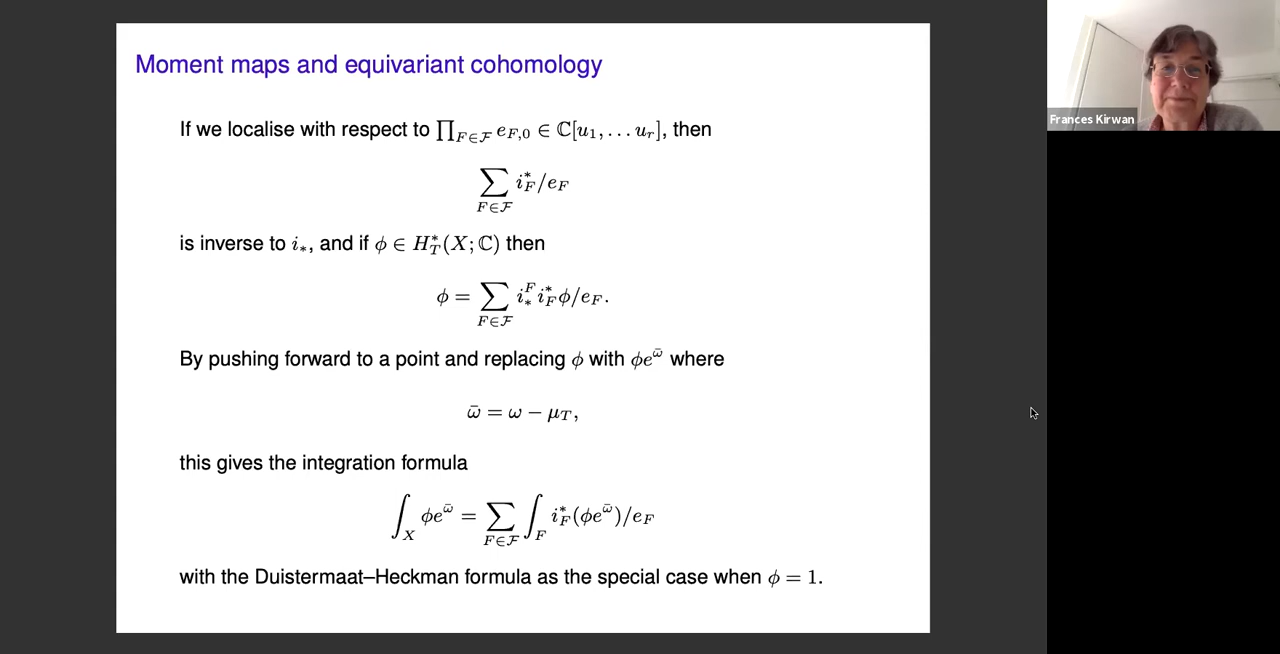 Moment maps and equivariant cohomology
If we localise with respect to ∏_{F∈𝓕} e_{F,0} ∈ ℂ[u_1, … u_r], then
∑_{F∈𝓕} i_F^*/e_F
is inverse to i_*, and if ϕ ∈ H_T^*(X; ℂ) then
ϕ = ∑_{F∈𝓕} i_*^F i_F^* ϕ/e_F.
By pushing forward to a point and replacing ϕ with ϕe^{ω̄} where
ω̄ = ω − μ_T,
this gives the integration formula
∫_X ϕe^{ω̄} = ∑_{F∈𝓕} ∫_F i_F^*(ϕe^{ω̄})/e_F
with the Duistermaat–Heckman formula as the special case when ϕ = 1.
Frances Kirwan